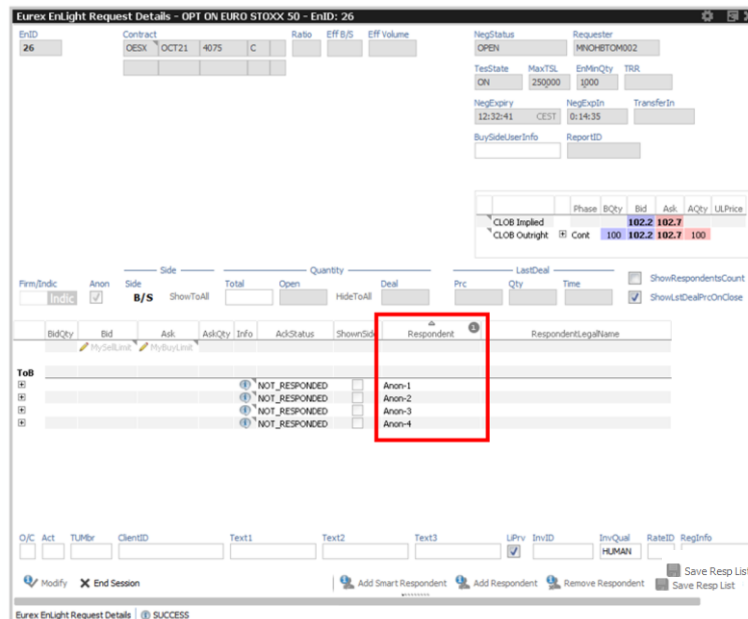 Eurex EnLight Request Details - OPT ON EURO STOXX 50 - EnID: 26
EnID Contract Ratio Eff B/S Eff Volume NegStatus Requester
26 OESX OCT21 4075 C OPEN MNOHBTOM002
TesState MaxTSL EnMinQty TRR
ON 250000 1000
NegExpiry NegExpIn TransferIn
12:32:41 CEST 0:14:35
BuySideUserInfo ReportID
Phase BQty Bid Ask AQty ULPrice
CLOB Implied 102.2 102.7
CLOB Outright Cont 100 102.2 102.7 100
Side Quantity LastDeal
Firm/Indic Anon Side Total Open Deal Prc Qty Time ShowRespondentsCount
Indic B/S ShowToAll HideToAll ShowLstDealPrcOnClose
BidQty Bid Ask AskQty Info AckStatus ShownSide Respondent 1 RespondentLegalName
MySellLimit MyBuyLimit
ToB
NOT_RESPONDED Anon-1
NOT_RESPONDED Anon-2
NOT_RESPONDED Anon-3
NOT_RESPONDED Anon-4
O/C Act TUMbr ClientID Text1 Text2 Text3 LiPrv InvID InvQual RateID RegInfo
HUMAN
Save Resp List
Modify End Session Add Smart Respondent Add Respondent Remove Respondent Save Resp List
Eurex EnLight Request Details SUCCESS